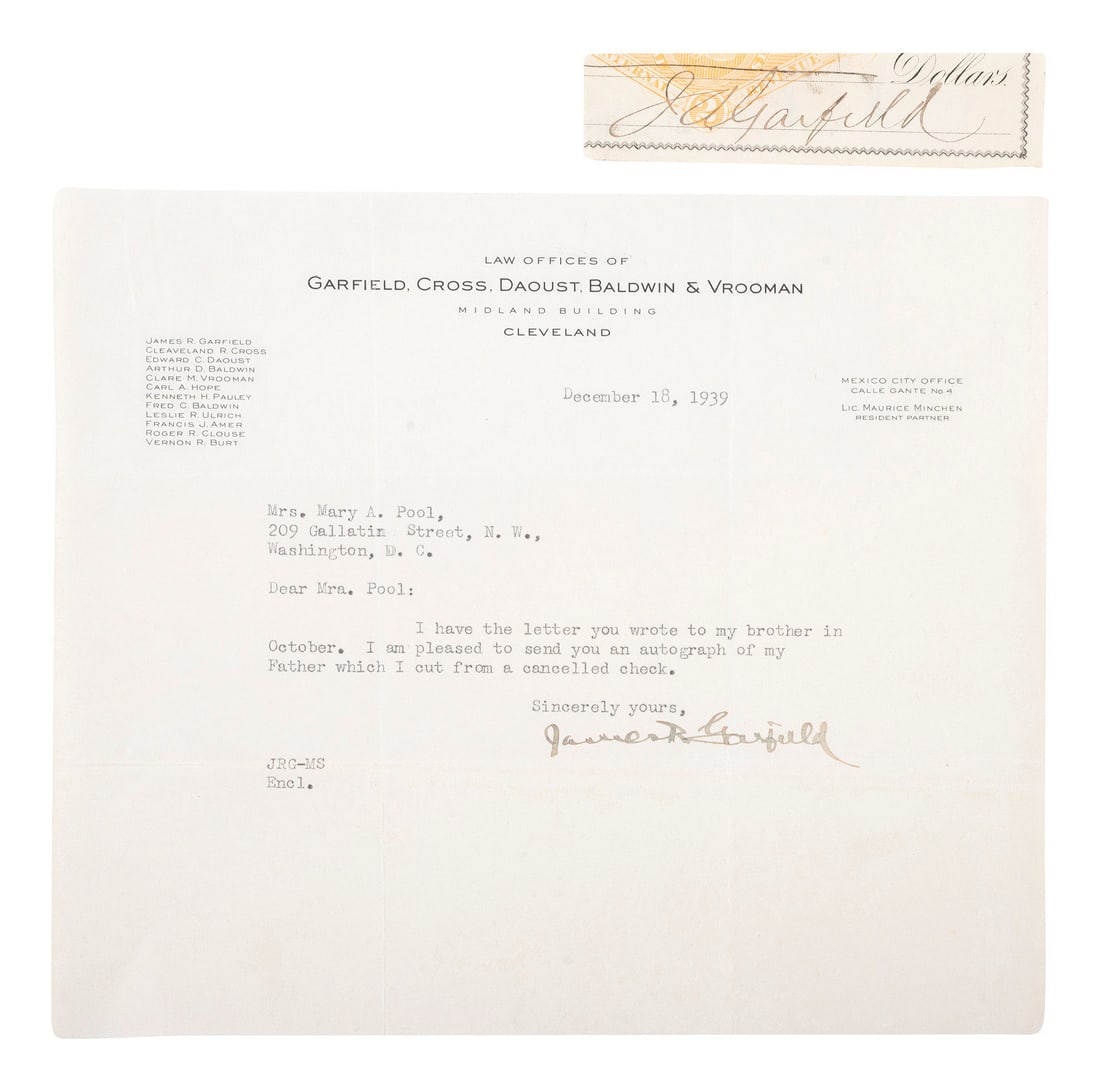 Dollars.
INTERNAL REVENUE
2
J A Garfield
LAW OFFICES OF
GARFIELD, CROSS, DAOUST, BALDWIN & VROOMAN
MIDLAND BUILDING
CLEVELAND
JAMES R. GARFIELD
CLEAVELAND R. CROSS
EDWARD C. DAOUST
ARTHUR D. BALDWIN
CLARE M. VROOMAN
CARL A. HOPE
KENNETH H. PAULEY
FRED C. BALDWIN
LESLIE R. ULRICH
FRANCIS J. AMER
ROGER R. CLOUSE
VERNON R. BURT
MEXICO CITY OFFICE
CALLE GANTE No. 4
LIC. MAURICE MINCHEN
RESIDENT PARTNER
December 18, 1939
Mrs. Mary A. Pool,
209 Gallatin Street, N. W.,
Washington, D. C.
Dear Mra. Pool:
I have the letter you wrote to my brother in
October. I am pleased to send you an autograph of my
Father which I cut from a cancelled check.
Sincerely yours,
James R. Garfield
JRG-MS
Encl.